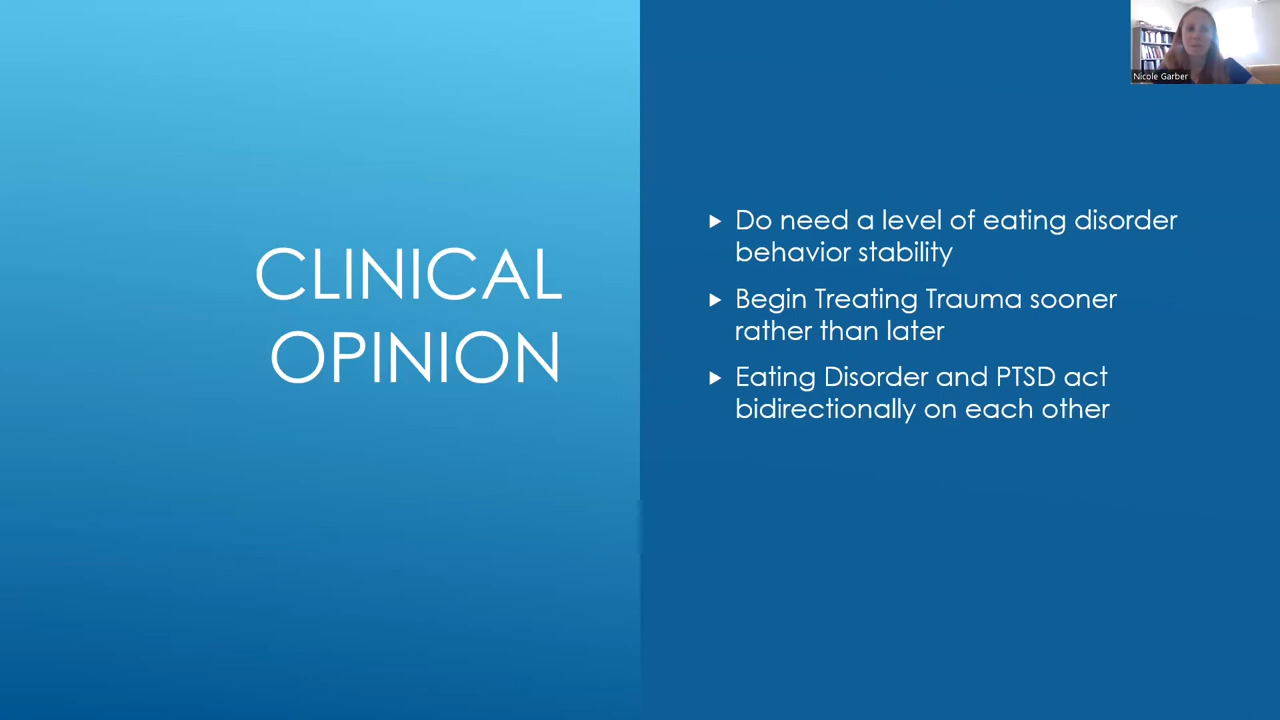 Nicole Garber
CLINICAL
OPINION
Do need a level of eating disorder
behavior stability
Begin Treating Trauma sooner
rather than later
Eating Disorder and PTSD act
bidirectionally on each other